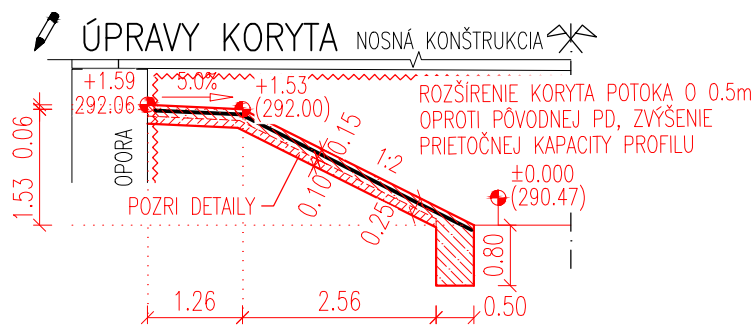 ÚPRAVY KORYTA NOSNÁ KONŠTRUKCIA
+1.59
292.06
5.0%
+1.53
(292.00)
ROZŠÍRENIE KORYTA POTOKA O 0.5m
OPROTI PÔVODNEJ PD, ZVÝŠENIE
PRIETOČNEJ KAPACITY PROFILU
0.06
1.53
OPORA
0.15
1:2
±0.000
(290.47)
POZRI DETAILY
0.10
0.25
0.80
1.26
2.56
0.50